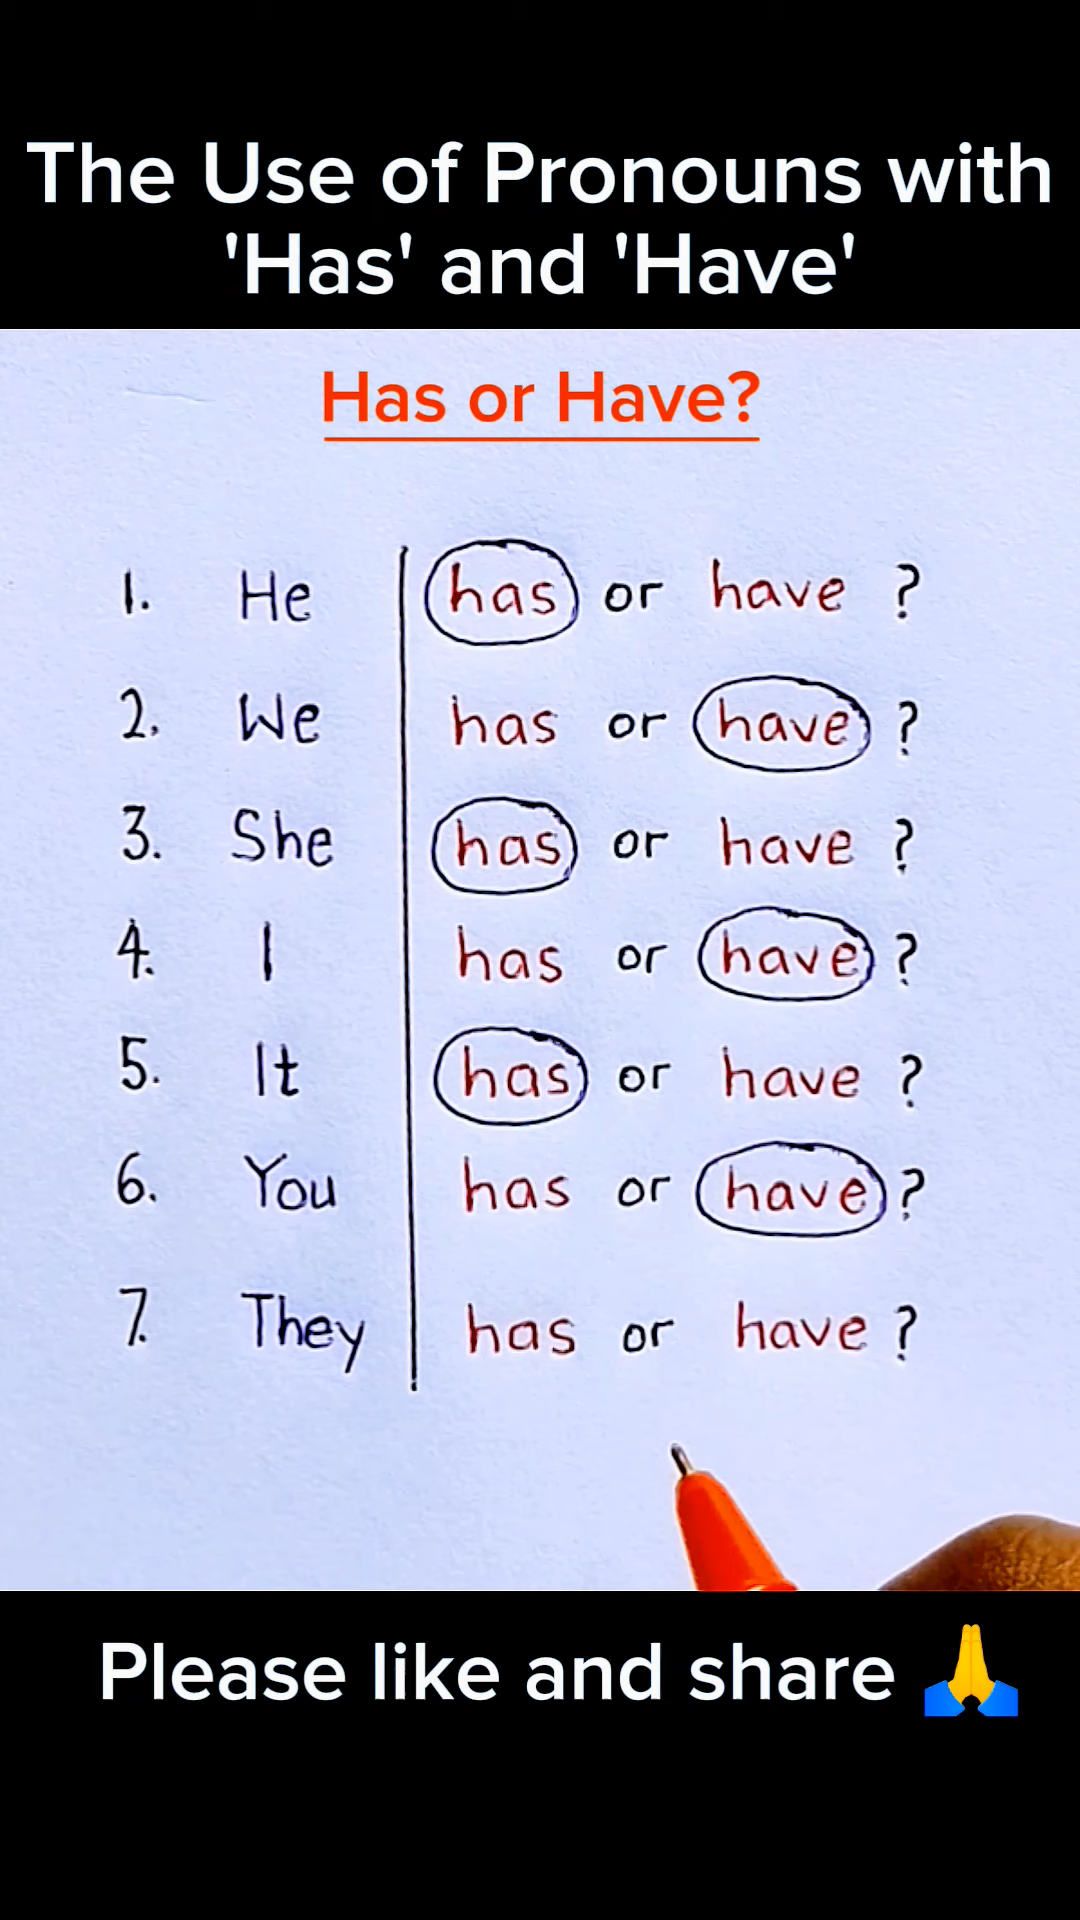 The Use of Pronouns with
'Has' and 'Have'
Has or Have?
1. He has or have ?
2. We has or have ?
3. She has or have ?
4. I has or have ?
5. It has or have ?
6. You has or have ?
7. They has or have ?
Please like and share 🙏